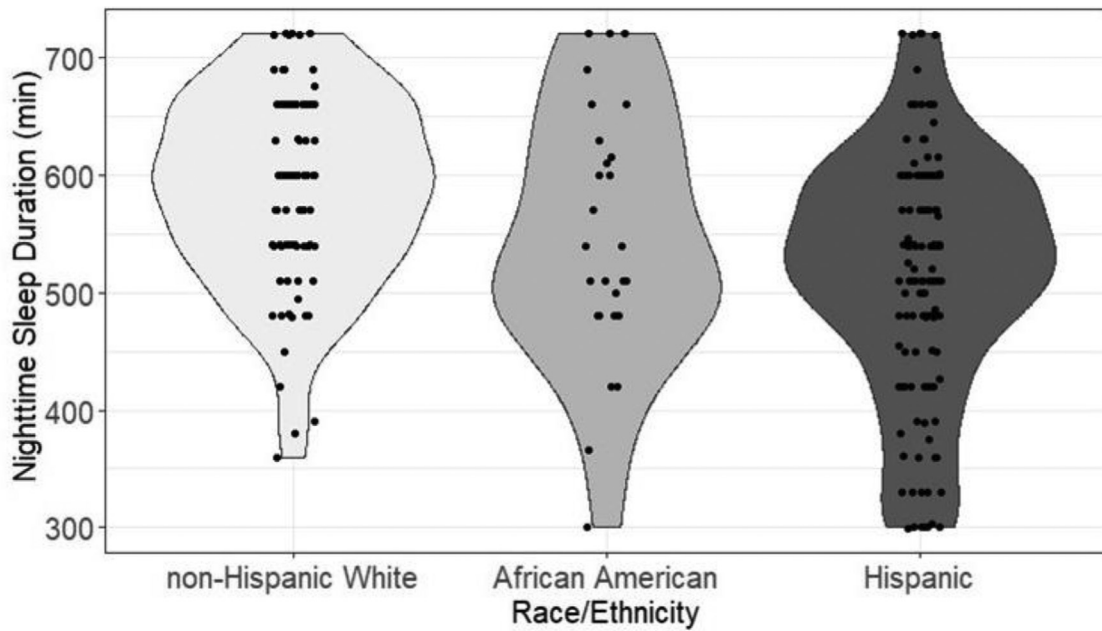 Nighttime Sleep Duration (min)
700
600
500
400
300
non-Hispanic White
African American
Hispanic
Race/Ethnicity